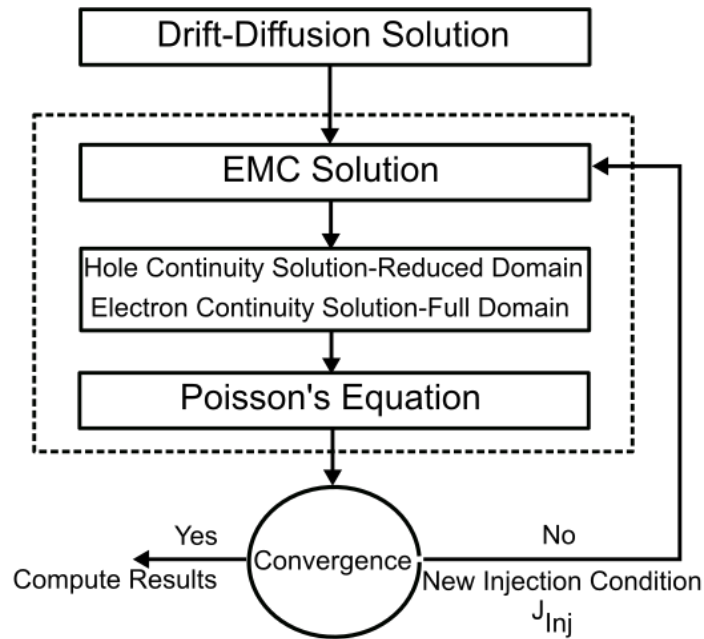 Drift-Diffusion Solution
EMC Solution
Hole Continuity Solution-Reduced Domain
Electron Continuity Solution-Full Domain
Poisson's Equation
Yes
Convergence
No
Compute Results
New Injection Condition
J_Inj